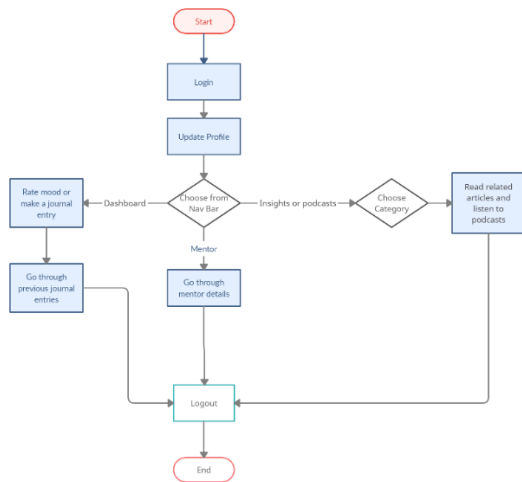 Start
Login
Update Profile
Choose from
Nav Bar
Dashboard
Rate mood or
make a journal
entry
Go through
previous journal
entries
Mentor
Go through
mentor details
Insights or podcasts
Choose
Category
Read related
articles and
listen to
podcasts
Logout
End